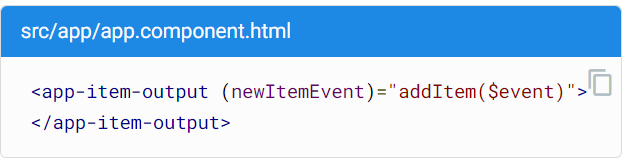 src/app/app.component.html
<app-item-output (newItemEvent)="addItem($event)">
</app-item-output>